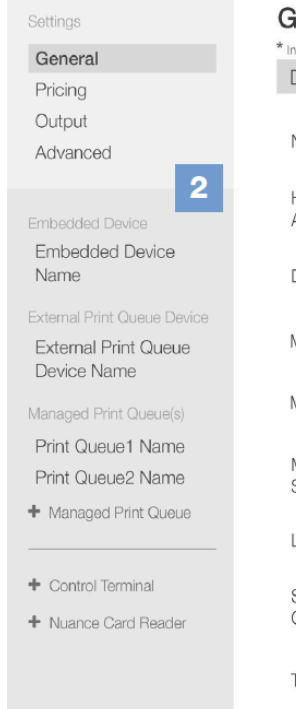 Settings
General
Pricing
Output
Advanced
2
Embedded Device
Embedded Device
Name
External Print Queue Device
External Print Queue
Device Name
Managed Print Queue(s)
Print Queue1 Name
Print Queue2 Name
+ Managed Print Queue
+ Control Terminal
+ Nuance Card Reader
G
* In